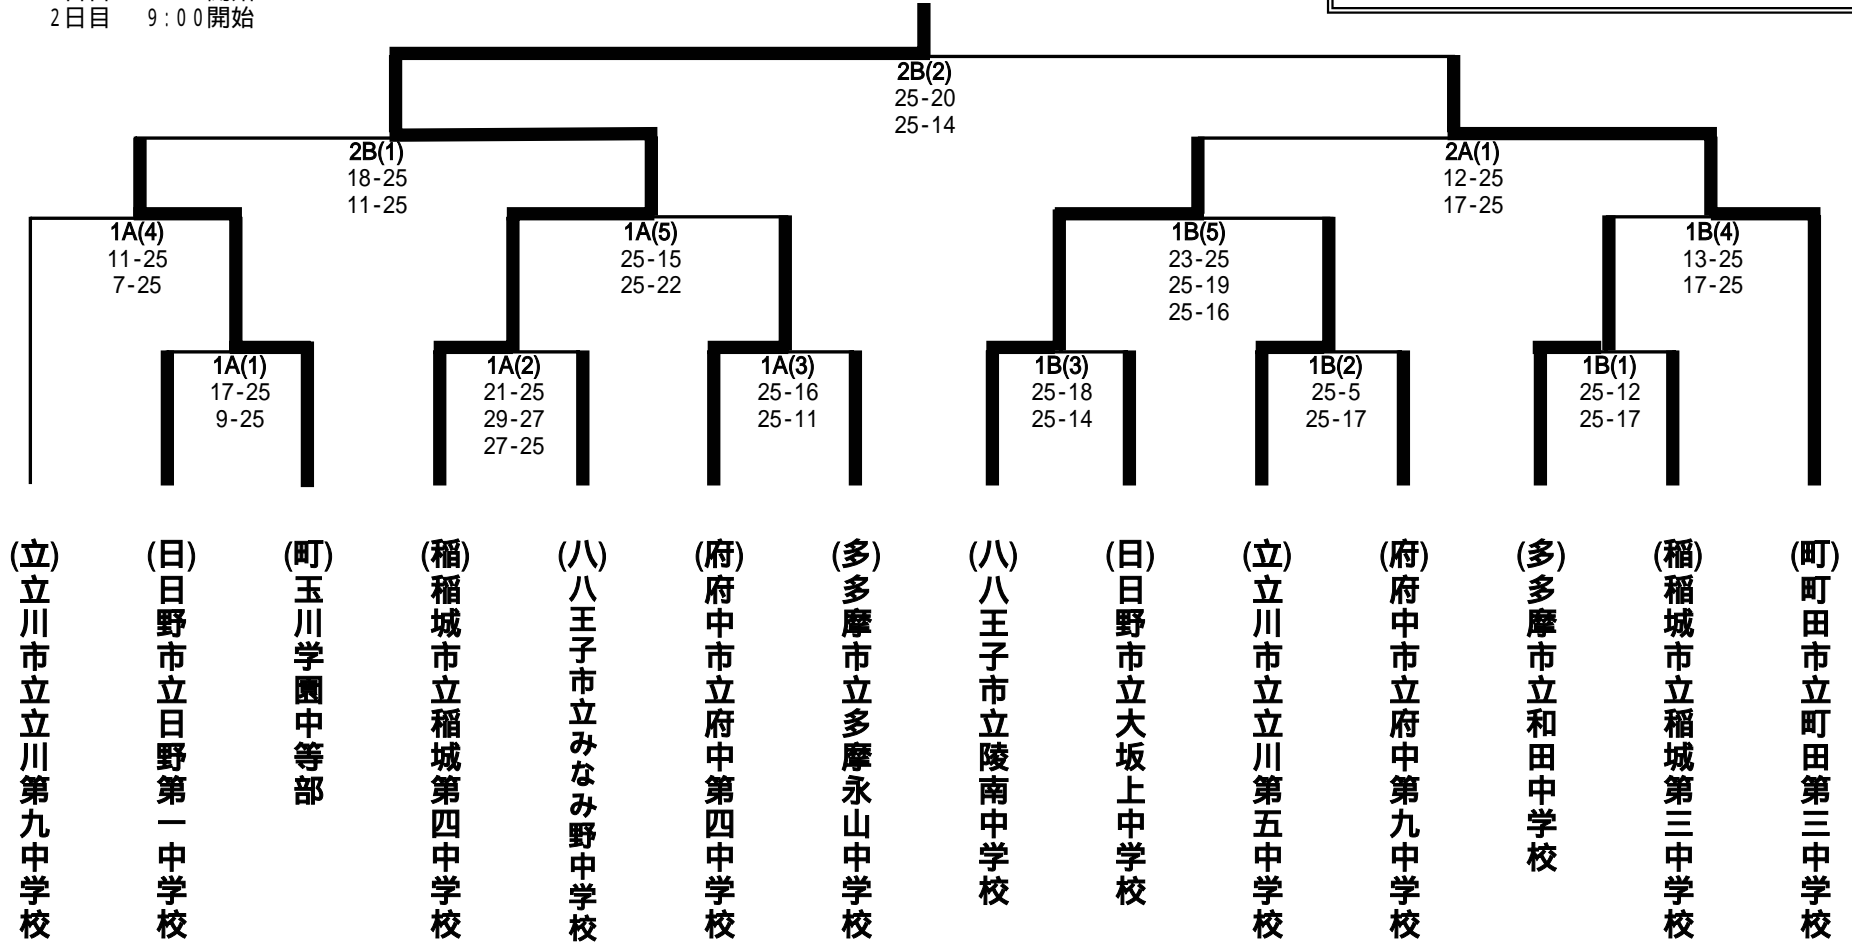 2日目 9:00開始
2B(2)
25-20
25-14
2B(1)
18-25
11-25
2A(1)
12-25
17-25
1A(4)
11-25
7-25
1A(5)
25-15
25-22
1B(5)
23-25
25-19
25-16
1B(4)
13-25
17-25
1A(1)
17-25
9-25
1A(2)
21-25
29-27
27-25
1A(3)
25-16
25-11
1B(3)
25-18
25-14
1B(2)
25-5
25-17
1B(1)
25-12
25-17
(立)立川市立立川第九中学校
(日)日野市立日野第一中学校
(町)玉川学園中等部
(稲)稲城市立稲城第四中学校
(八)八王子市立みなみ野中学校
(府)府中市立府中第四中学校
(多)多摩市立多摩永山中学校
(八)八王子市立陵南中学校
(日)日野市立大坂上中学校
(立)立川市立立川第五中学校
(府)府中市立府中第九中学校
(多)多摩市立和田中学校
(稲)稲城市立稲城第三中学校
(町)町田市立町田第三中学校